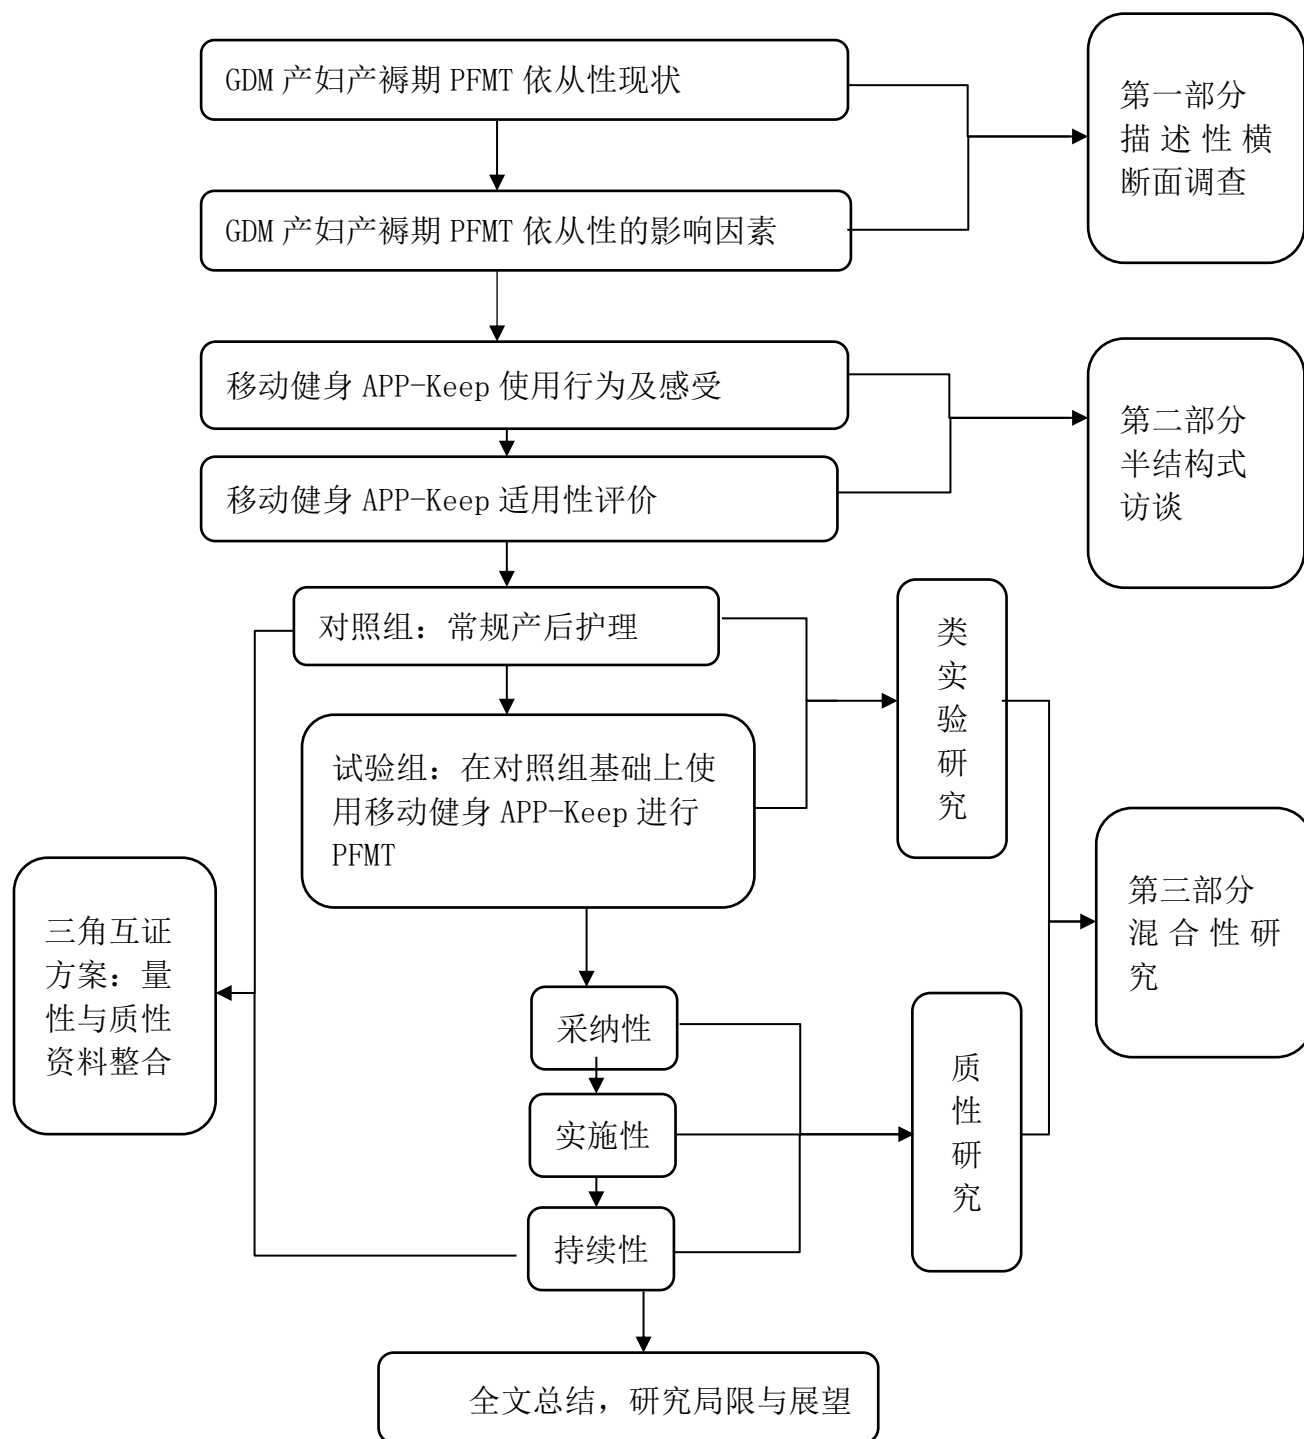 GDM 产妇产褥期 PFMT 依从性现状
第一部分
描述性横
断面调查
GDM 产妇产褥期 PFMT 依从性的影响因素
移动健身 APP-Keep 使用行为及感受
第二部分
半结构式
访谈
移动健身 APP-Keep 适用性评价
对照组：常规产后护理
类
实
验
研
究
试验组：在对照组基础上使
用移动健身 APP-Keep 进行
PFMT
三角互证
方案：量
性与质性
资料整合
第三部分
混合性研
究
采纳性
实施性
持续性
质
性
研
究
全文总结，研究局限与展望